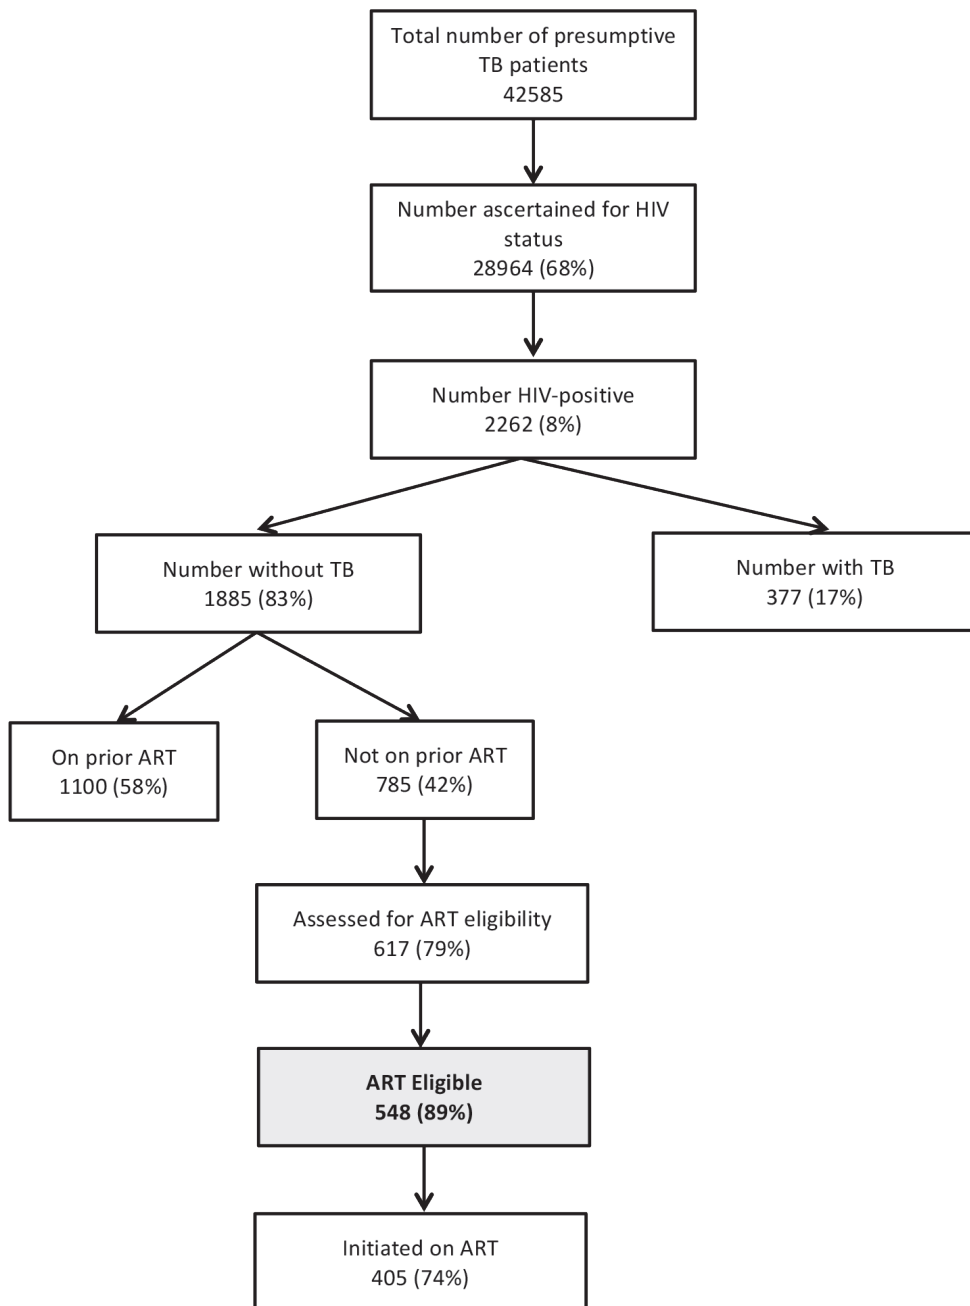 Total number of presumptive
TB patients
42585
Number ascertained for HIV
status
28964 (68%)
Number HIV-positive
2262 (8%)
Number without TB
1885 (83%)
Number with TB
377 (17%)
On prior ART
1100 (58%)
Not on prior ART
785 (42%)
Assessed for ART eligibility
617 (79%)
ART Eligible
548 (89%)
Initiated on ART
405 (74%)